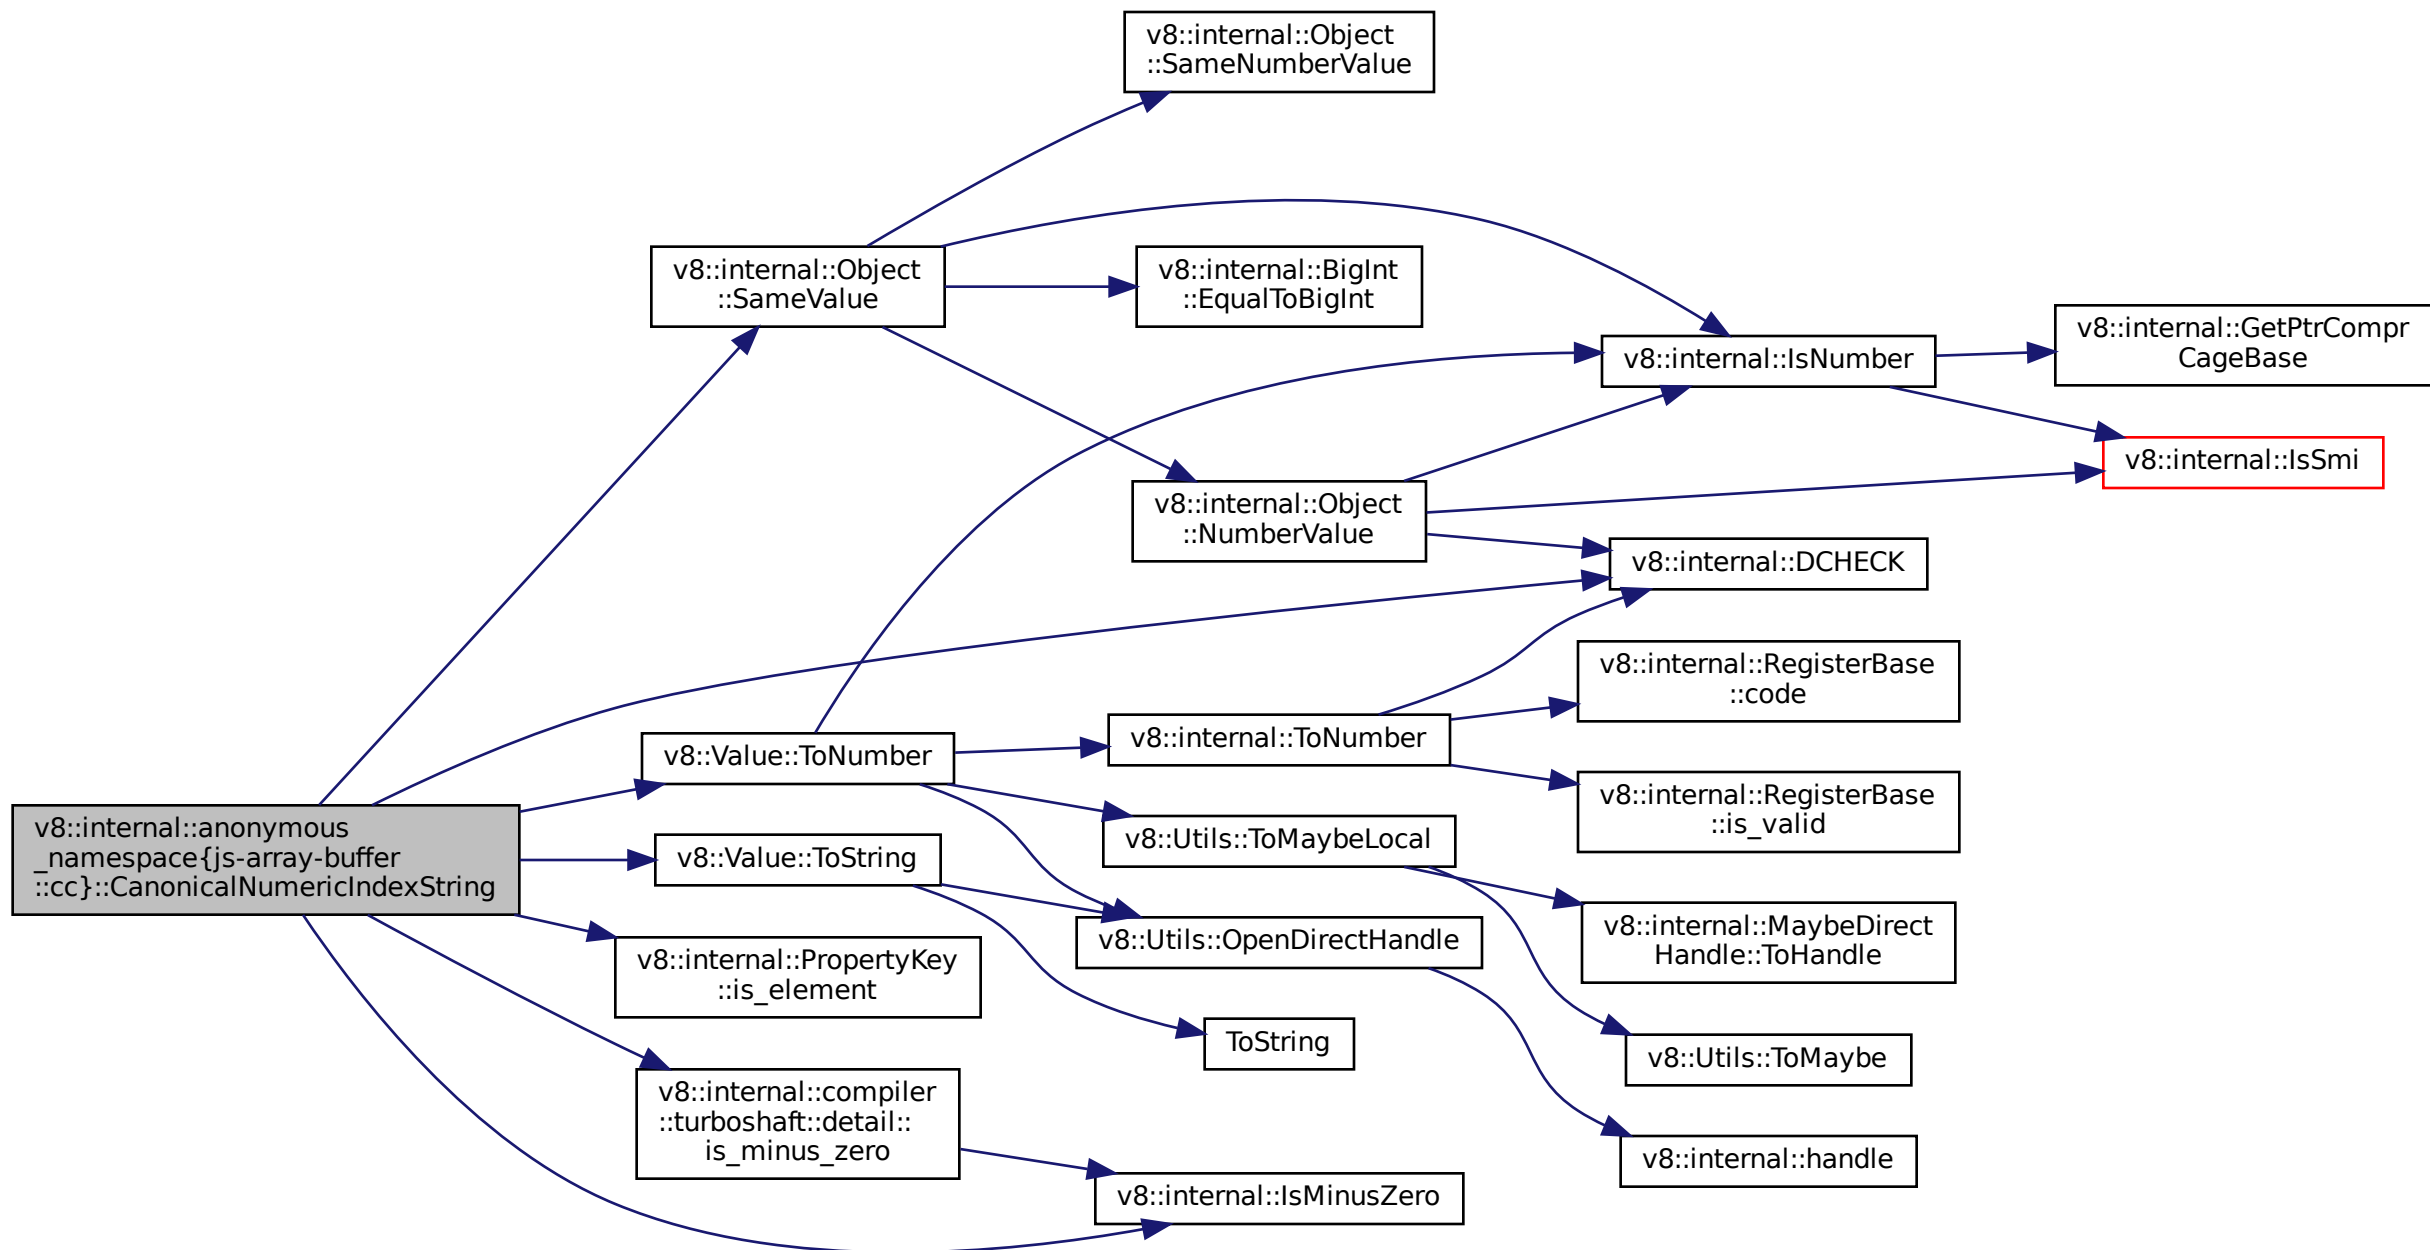 v8::internal::Object
::SameNumberValue
v8::internal::Object
::SameValue
v8::internal::BigInt
::EqualToBigInt
v8::internal::IsNumber
v8::internal::GetPtrCompr
CageBase
v8::internal::IsSmi
v8::internal::Object
::NumberValue
v8::internal::DCHECK
v8::internal::RegisterBase
::code
v8::Value::ToNumber
v8::internal::ToNumber
v8::internal::RegisterBase
::is_valid
v8::internal::anonymous
_namespace{js-array-buffer
::cc}::CanonicalNumericIndexString
v8::Value::ToString
v8::Utils::ToMaybeLocal
v8::internal::MaybeDirect
Handle::ToHandle
v8::Utils::OpenDirectHandle
v8::internal::PropertyKey
::is_element
ToString
v8::Utils::ToMaybe
v8::internal::compiler
::turboshaft::detail::
is_minus_zero
v8::internal::handle
v8::internal::IsMinusZero